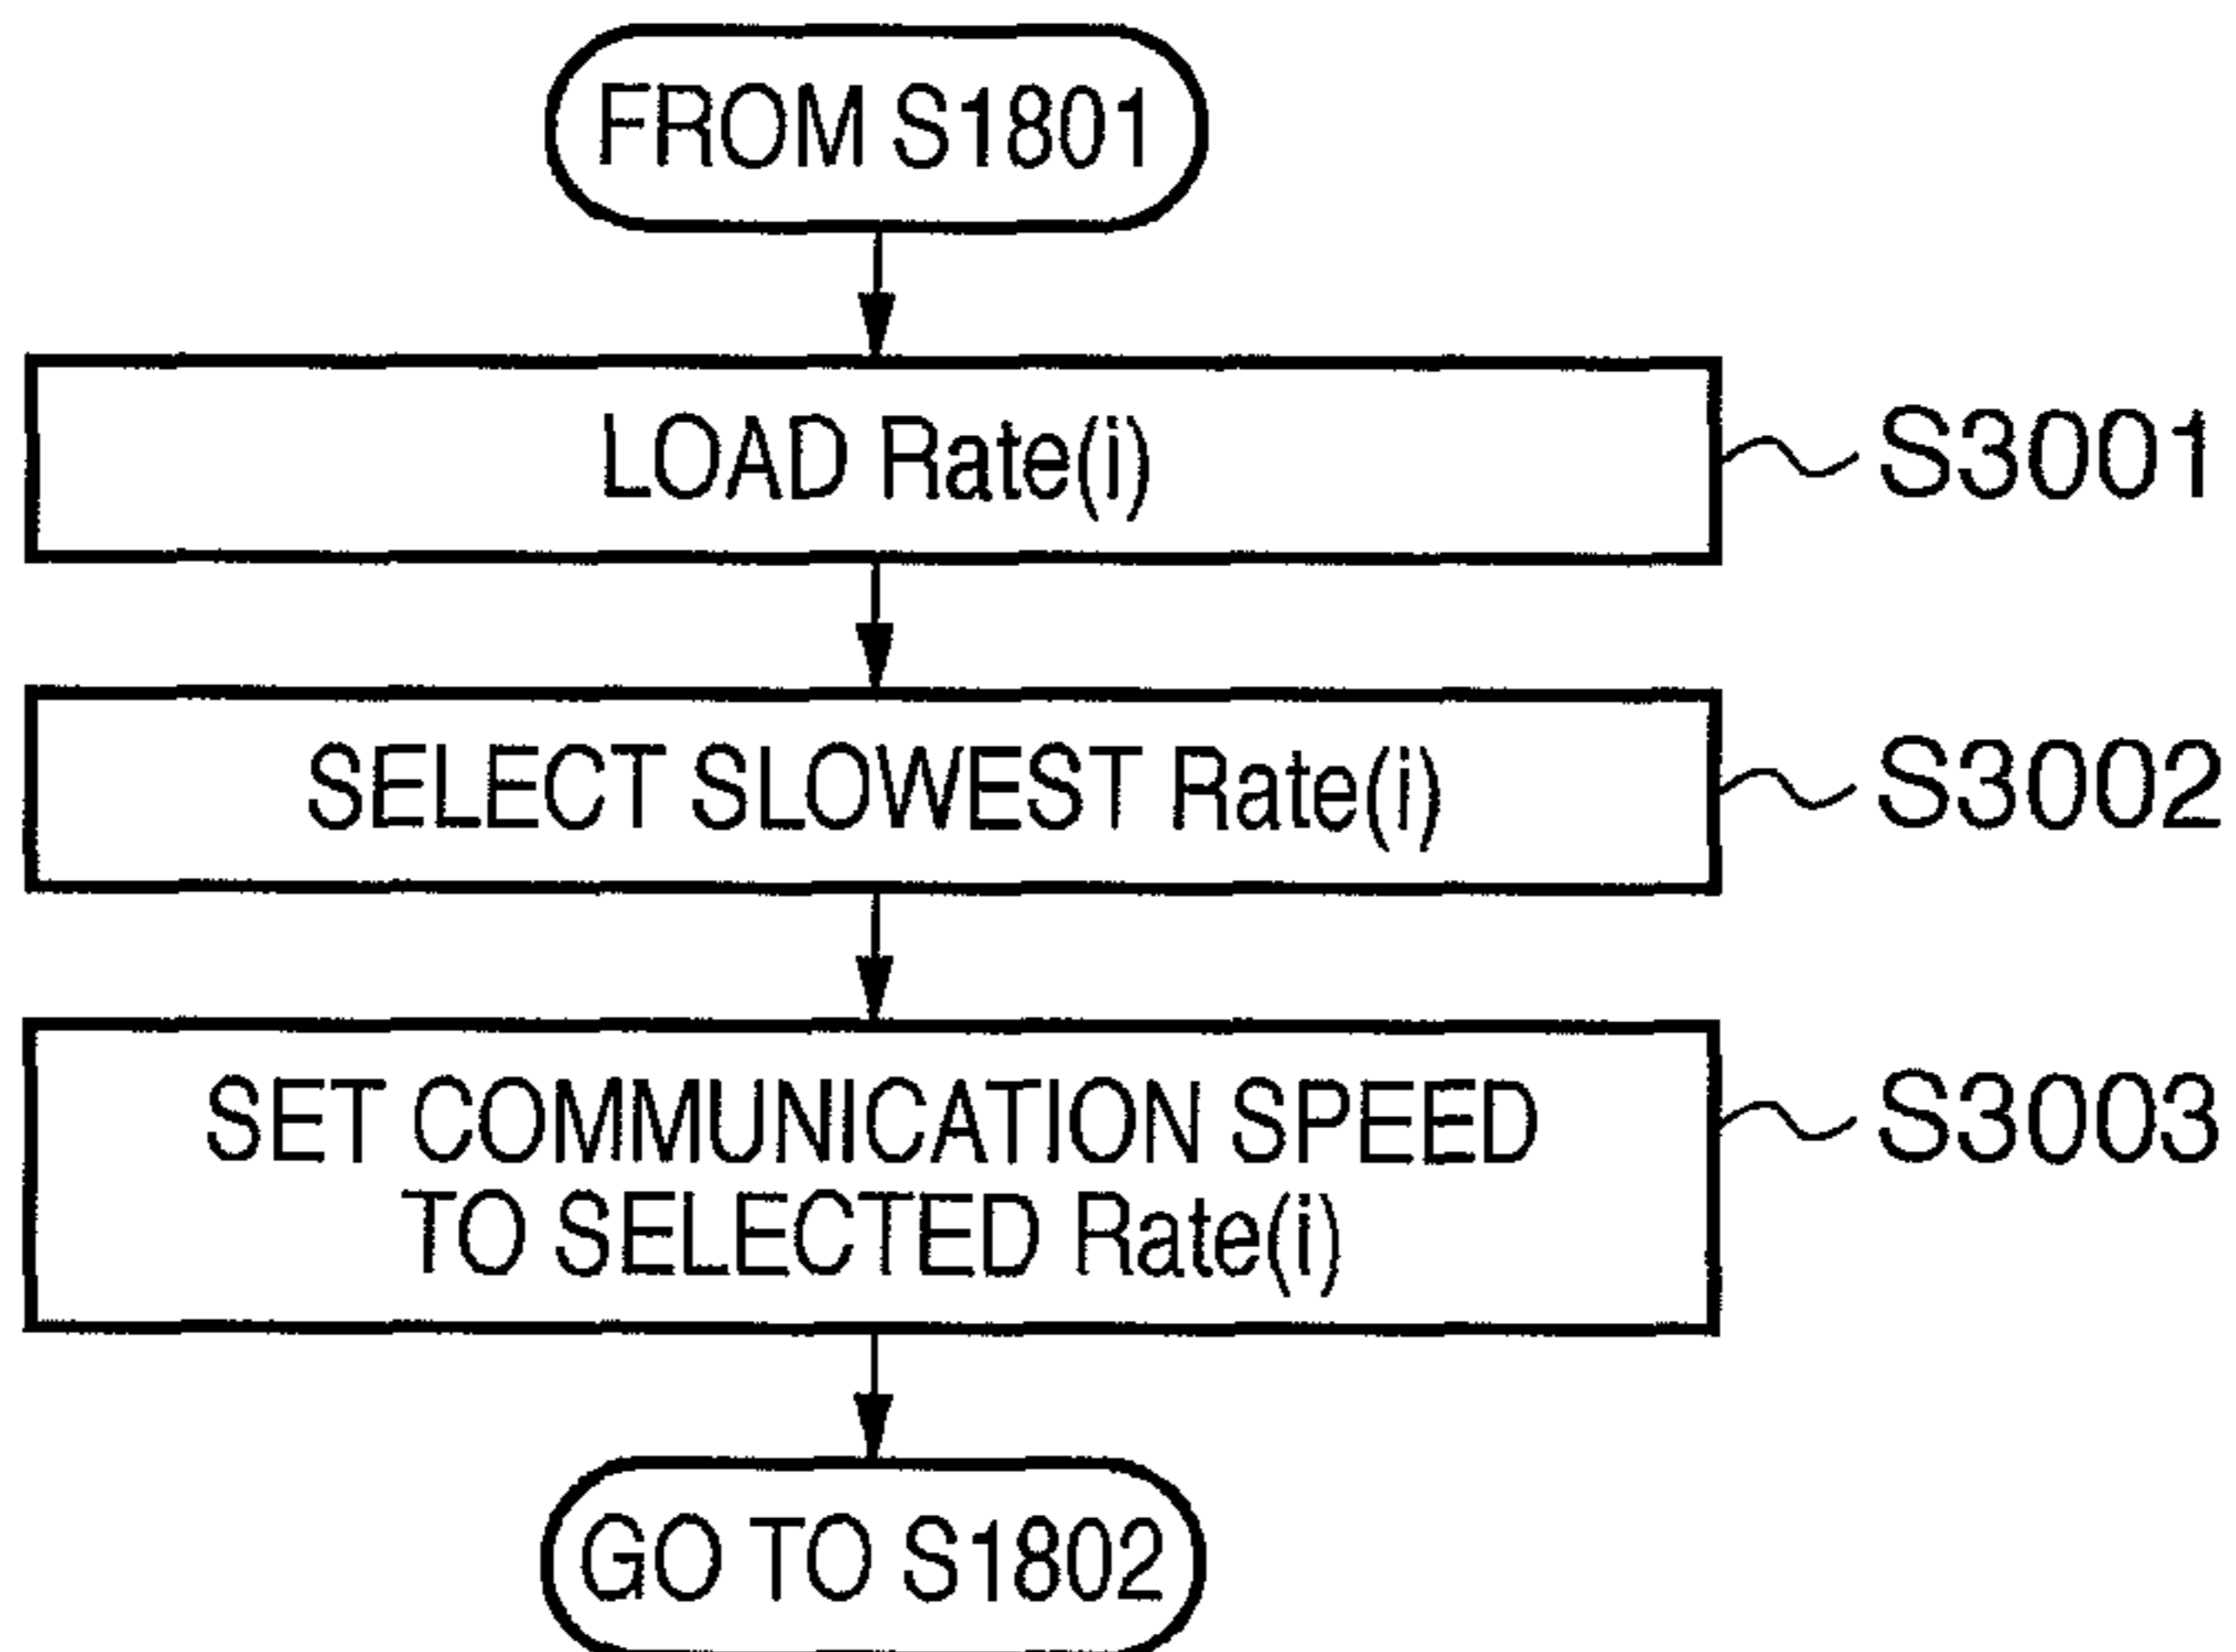 FROM S1801
LOAD Rate(i)
S3001
SELECT SLOWEST Rate(i)
S3002
SET COMMUNICATION SPEED
TO SELECTED Rate(i)
S3003
GO TO S1802